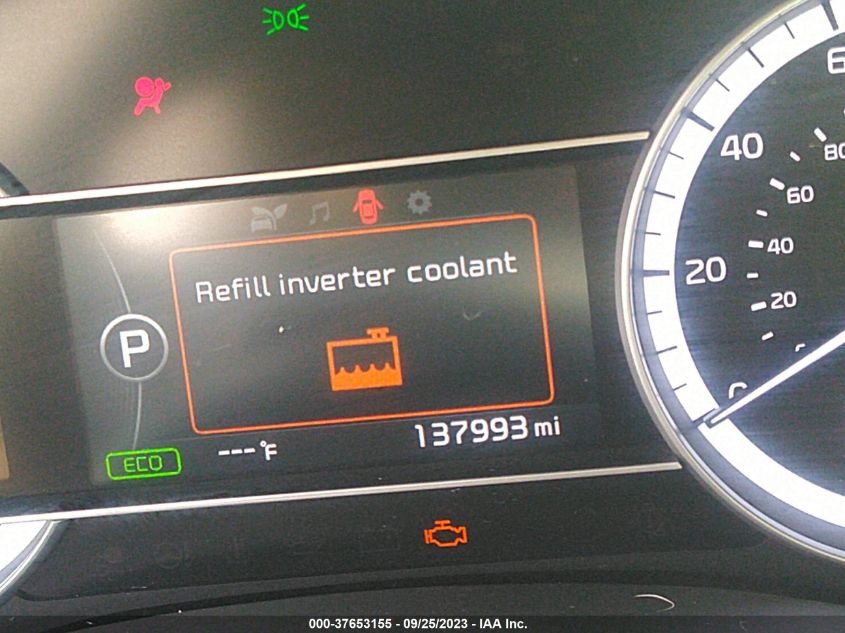 Refill inverter coolant
P
ECO
---°F
137993 mi
20
40
20
40
60
80
000-37653155 - 09/25/2023 - IAA Inc.